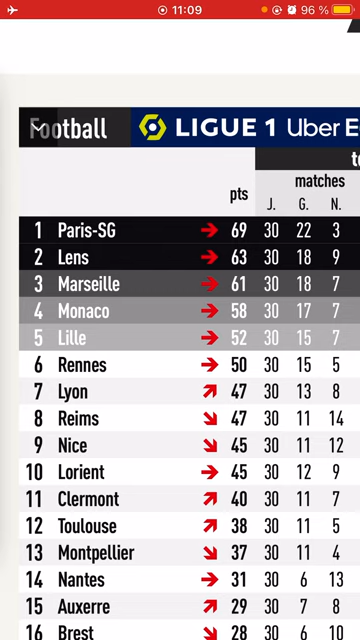 11:09 96 %
Football LIGUE 1 Uber E
matches
pts J. G. N.
1 Paris-SG 69 30 22 3
2 Lens 63 30 18 9
3 Marseille 61 30 18 7
4 Monaco 58 30 17 7
5 Lille 52 30 15 7
6 Rennes 50 30 15 5
7 Lyon 47 30 13 8
8 Reims 47 30 11 14
9 Nice 45 30 11 12
10 Lorient 45 30 12 9
11 Clermont 40 30 11 7
12 Toulouse 38 30 11 5
13 Montpellier 37 30 11 4
14 Nantes 31 30 6 13
15 Auxerre 29 30 7 8
16 Brest 28 30 6 10